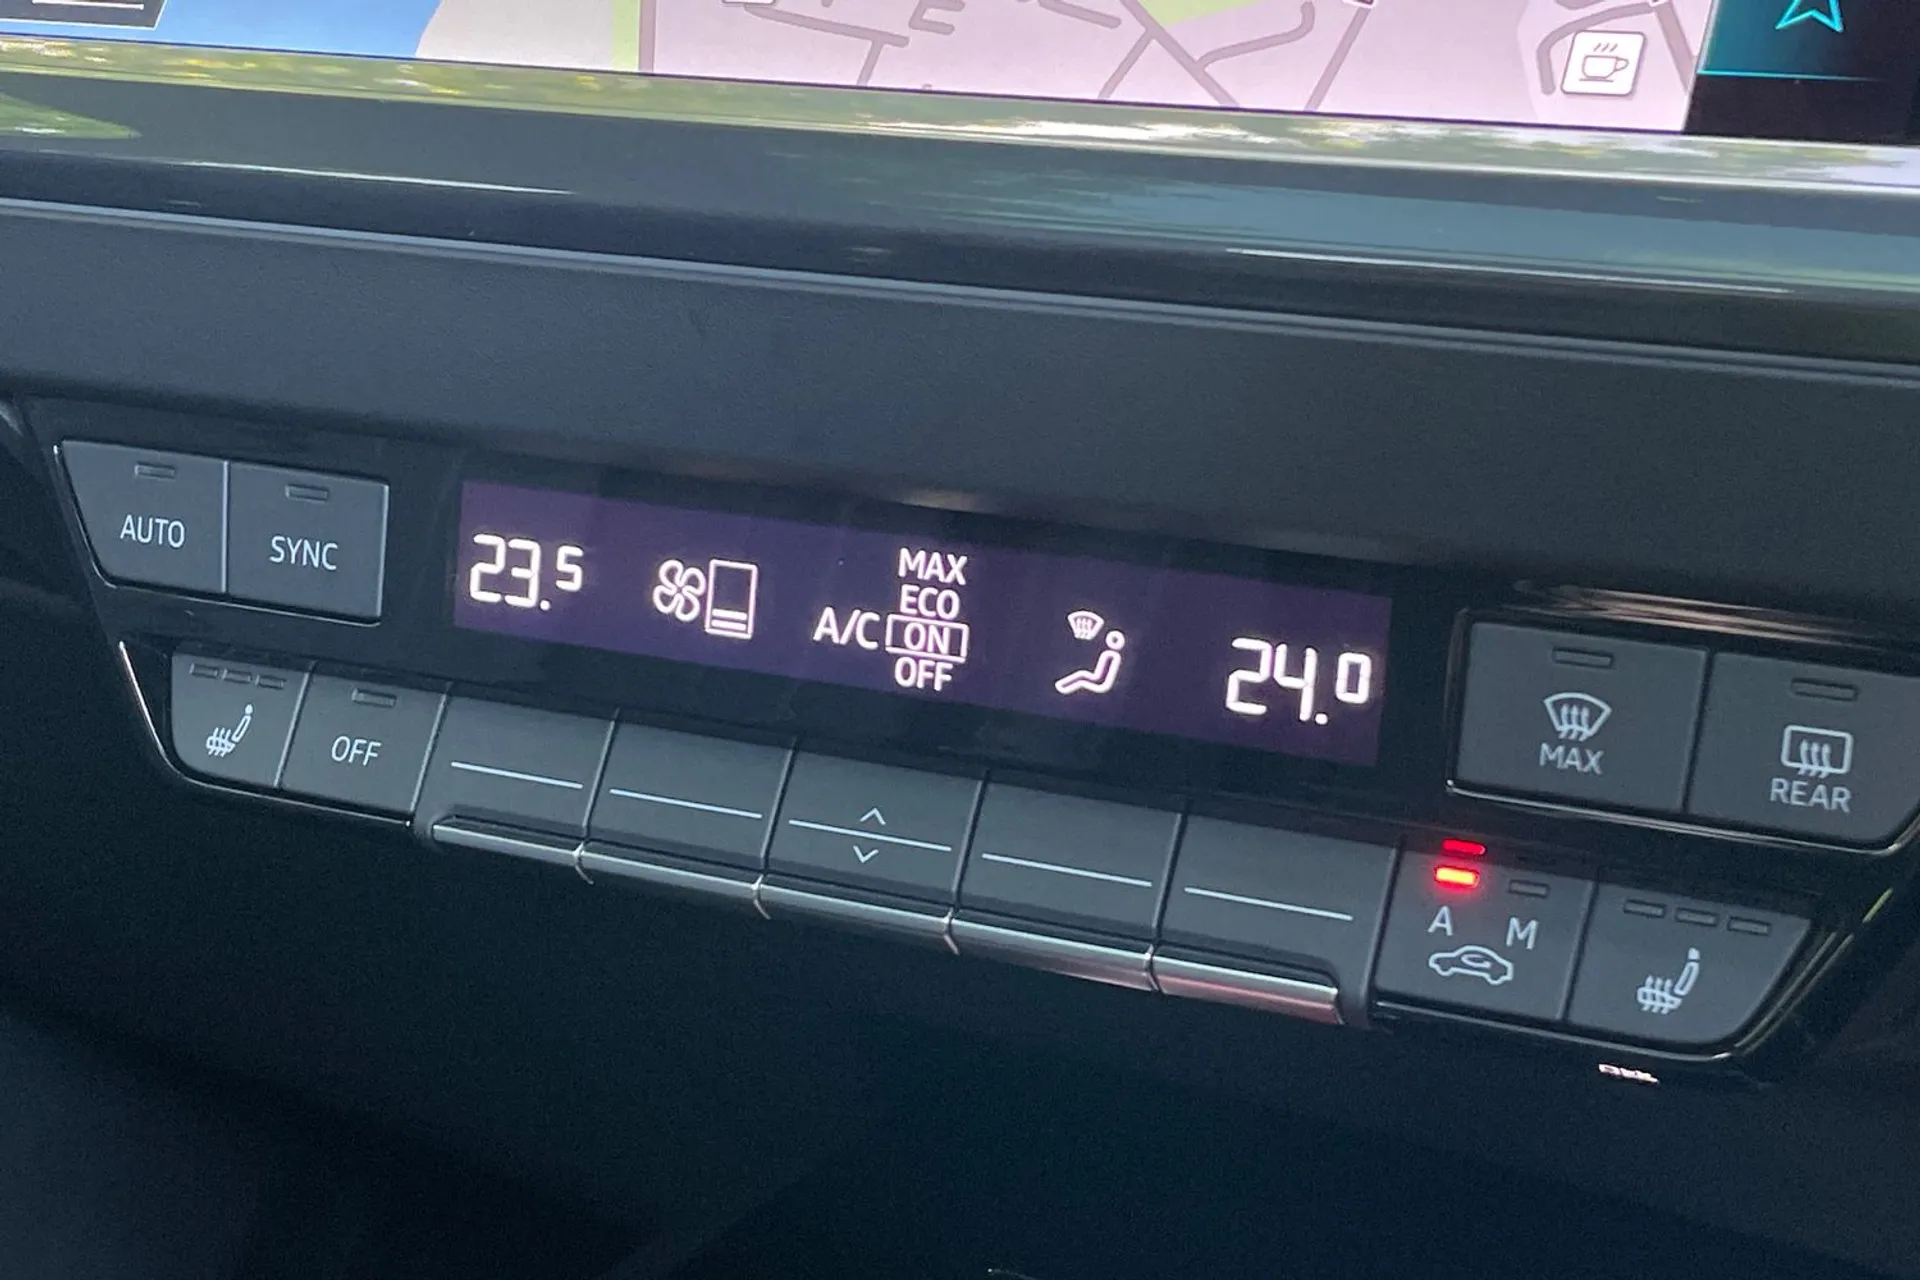 AUTO
SYNC
23.5
MAX
ECO
A/C ON
OFF
24.0
MAX
REAR
OFF
A M